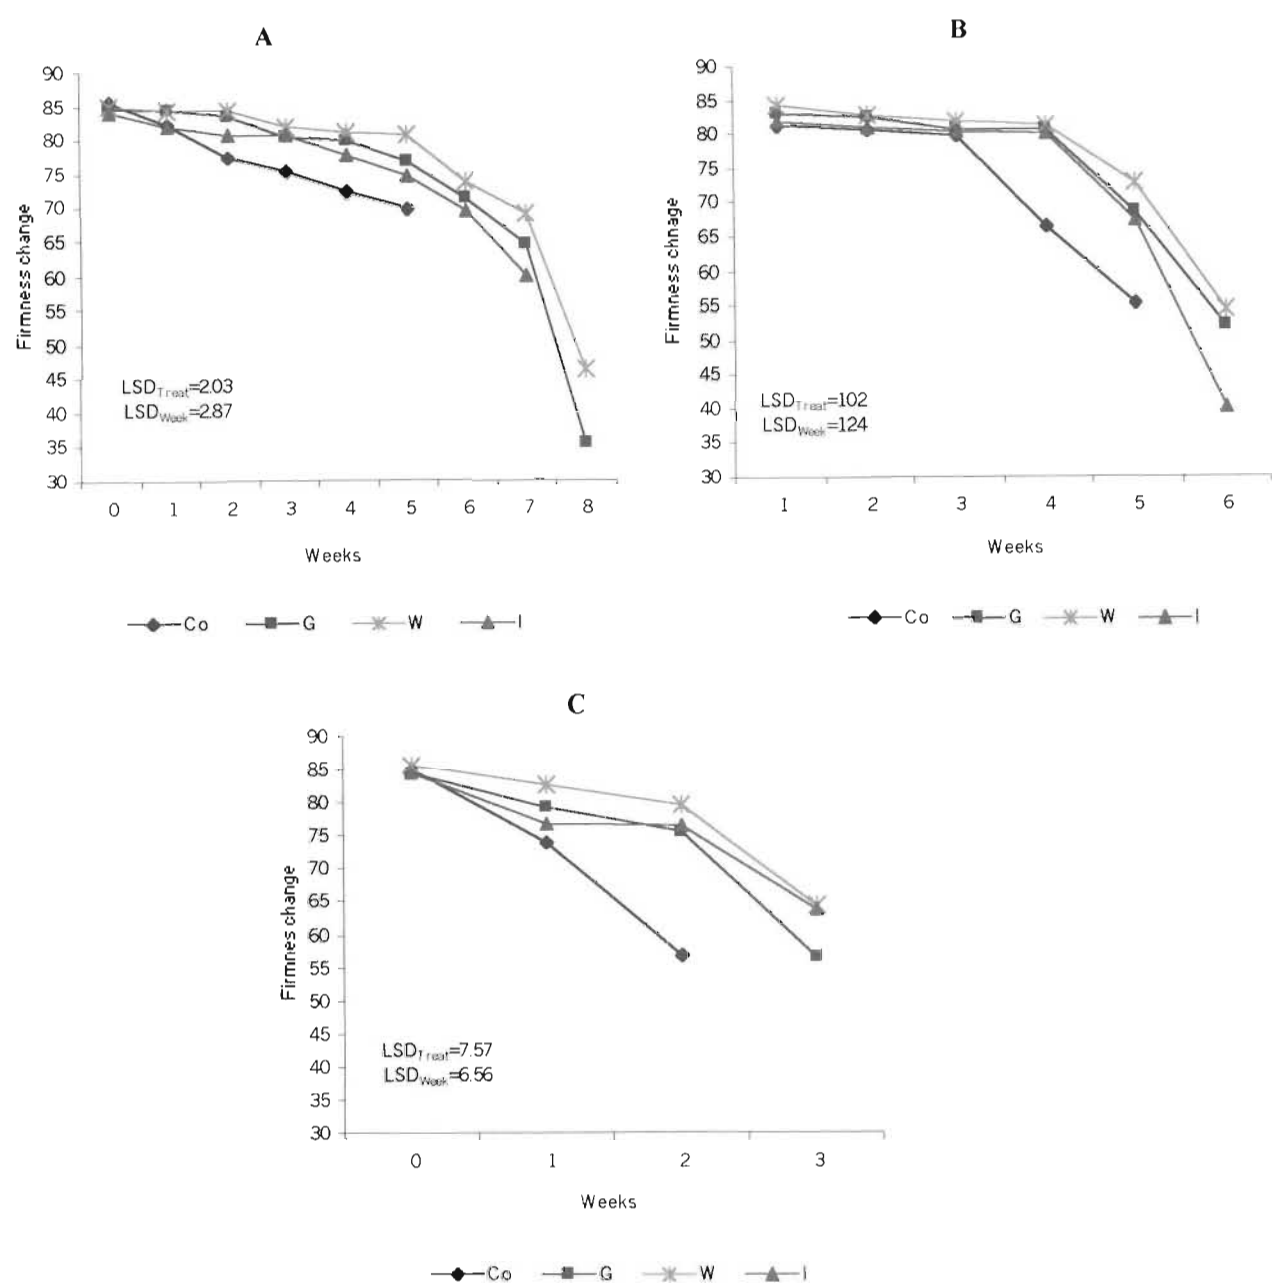 A
90
85
80
75
70
65
60
55
50
45
40
35
30
Firmness change
LSDTreat=2.03
LSDWeek=2.87
0 1 2 3 4 5 6 7 8
Weeks
Co G W I
B
90
85
80
75
70
65
60
55
50
45
40
35
30
Firmness chnage
LSDTreat=102
LSDWeek=124
1 2 3 4 5 6
Weeks
Co G W I
C
90
85
80
75
70
65
60
55
50
45
40
35
30
Firmnes change
LSDTreat=7.57
LSDWeek=6.56
0 1 2 3
Weeks
Co G W I